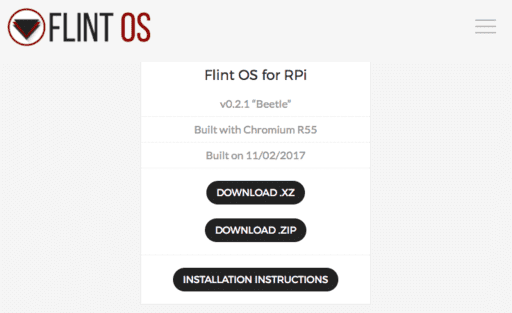 FLINT OS
Flint OS for RPi
v0.2.1 "Beetle"
Built with Chromium R55
Built on 11/02/2017
DOWNLOAD .XZ
DOWNLOAD .ZIP
INSTALLATION INSTRUCTIONS